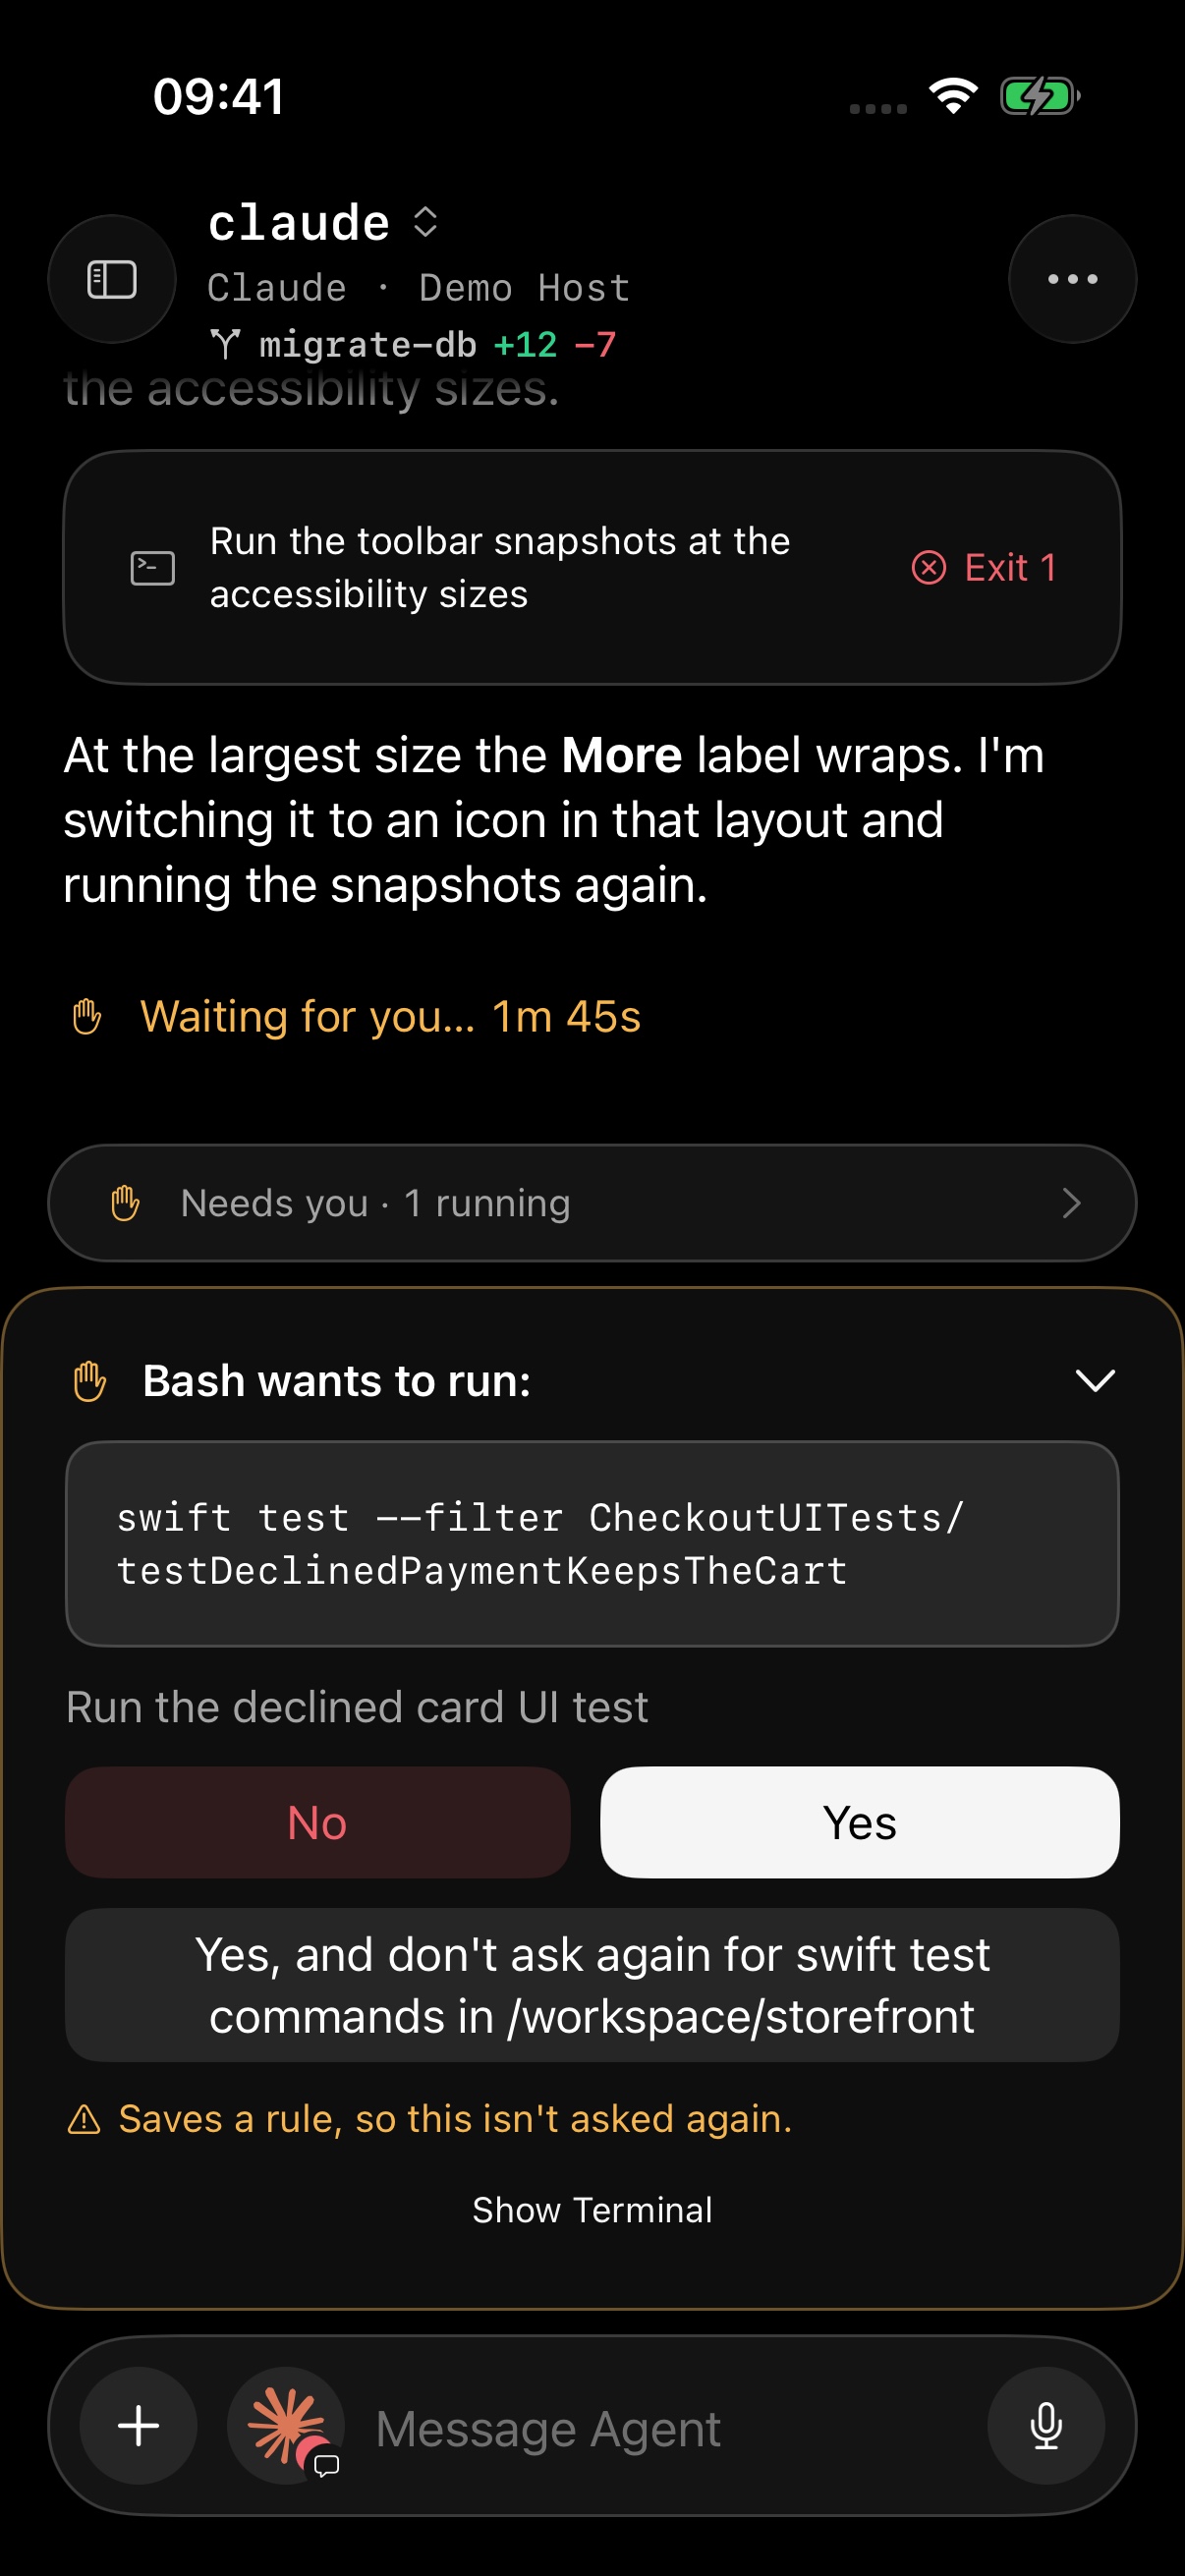 09:41
claude
Claude · Demo Host
migrate-db +12 -7
the accessibility sizes.
Run the toolbar snapshots at the
accessibility sizes
Exit 1
At the largest size the More label wraps. I'm
switching it to an icon in that layout and
running the snapshots again.
Waiting for you... 1m 45s
Needs you · 1 running
Bash wants to run:
swift test --filter CheckoutUITests/
testDeclinedPaymentKeepsTheCart
Run the declined card UI test
No
Yes
Yes, and don't ask again for swift test
commands in /workspace/storefront
Saves a rule, so this isn't asked again.
Show Terminal
Message Agent